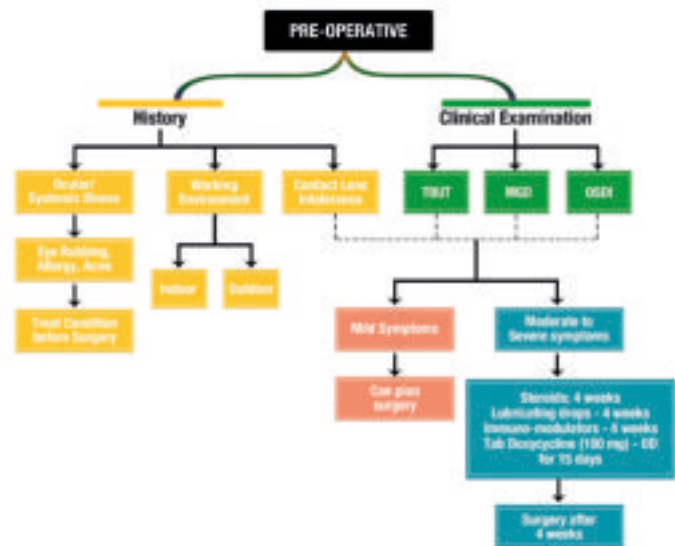 PRE-OPERATIVE
History
Clinical Examination
Ocular/
Systemic Illness
Working
Environment
Contact Lens
Intolerance
TBUT
MGD
OSDI
Eye Rubbing,
Allergy, Acne
Indoor
Outdoor
Treat Condition
before Surgery
Mild Symptoms
Moderate to
Severe symptoms
Can plan
surgery
Steroids: 4 weeks
Lubricating drops - 4 weeks
Immuno-modulators - weeks
Tab Doxycycline (100 mg) - OD
for 15 days
Surgery after
4 weeks